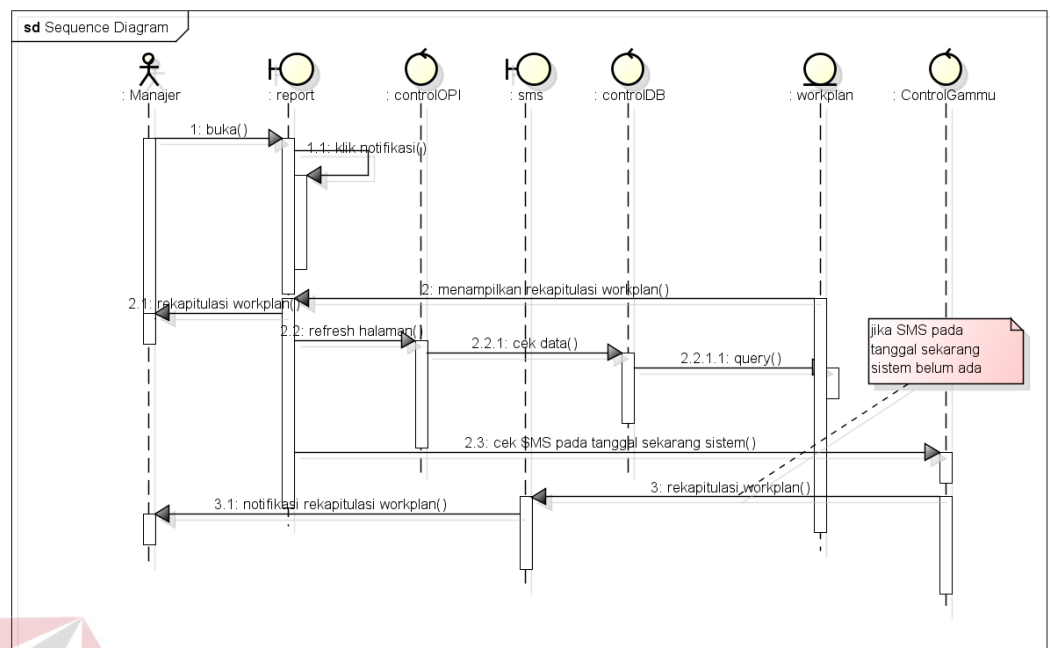 sd Sequence Diagram
: Manajer
: report
: controlOPI
: sms
: controlDB
: workplan
: ControlGammu
1: buka()
1.1: klik notifikasi()
2: menampilkan rekapitulasi workplan()
2.1: rekapitulasi workplan()
2.2: refresh halaman()
2.2.1: cek data()
2.2.1.1: query()
jika SMS pada
tanggal sekarang
sistem belum ada
2.3: cek SMS pada tanggal sekarang sistem()
3: rekapitulasi workplan()
3.1: notifikasi rekapitulasi workplan()